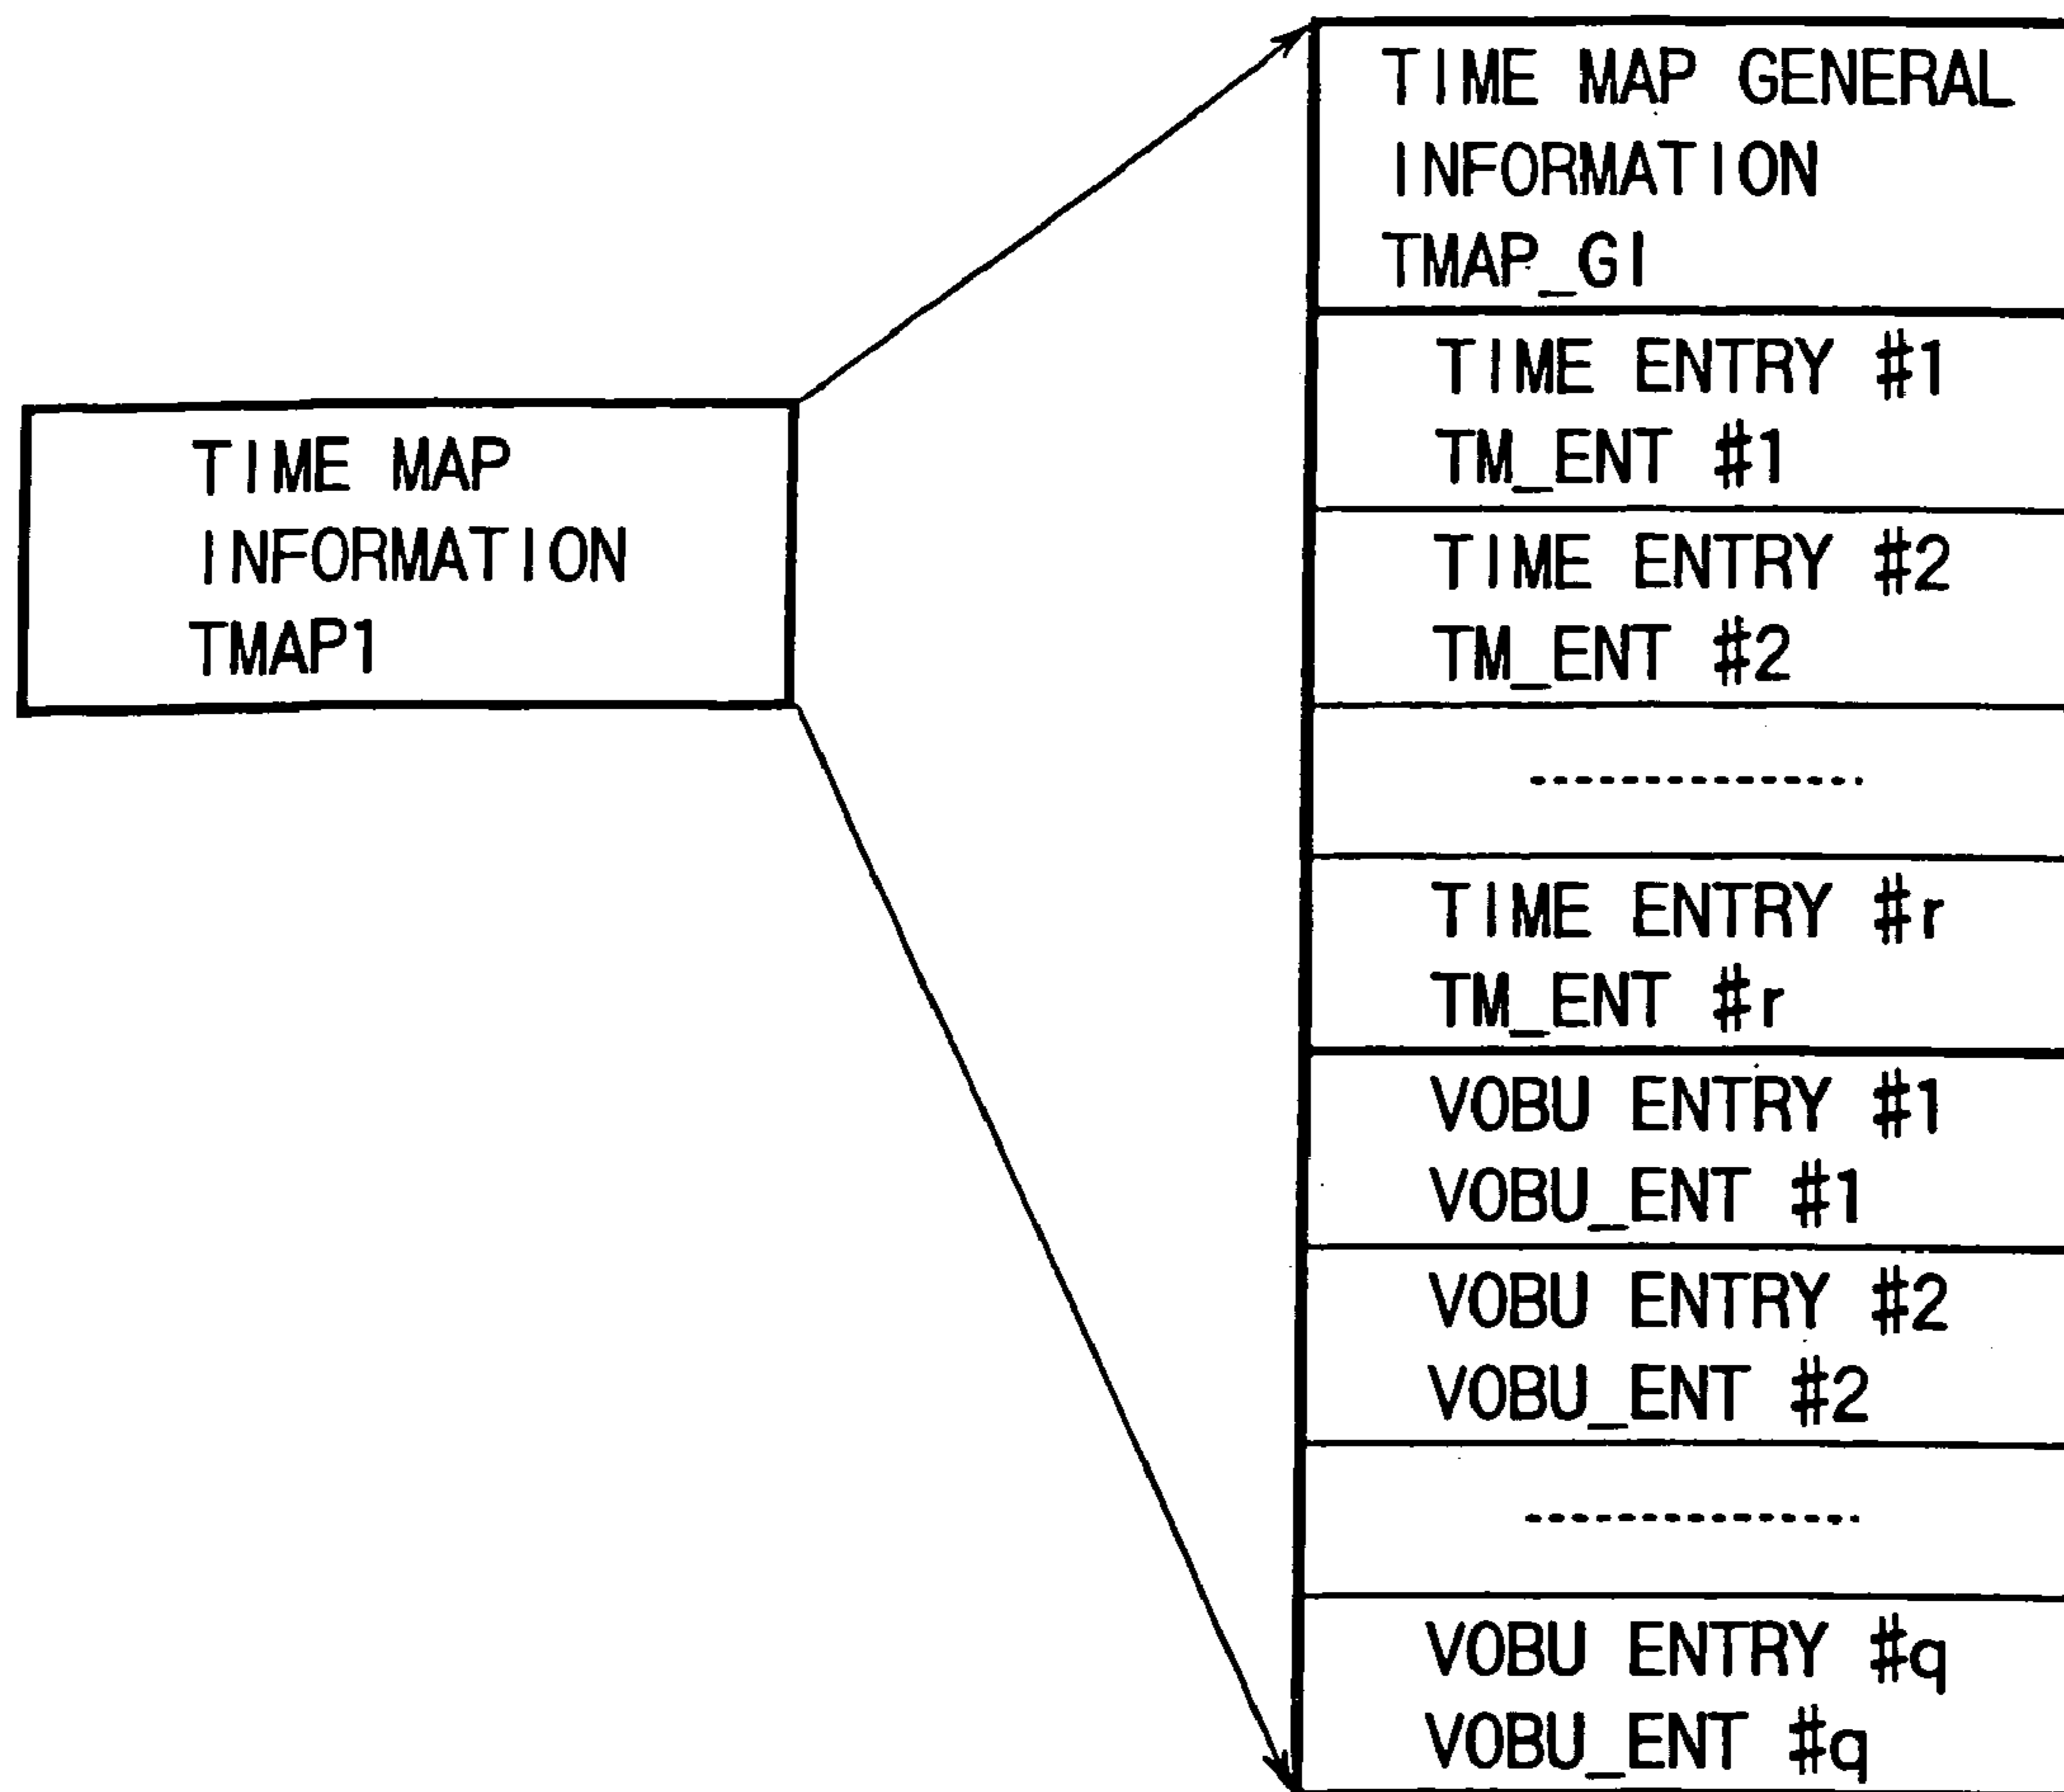 TIME MAP
INFORMATION
TMAP1
TIME MAP GENERAL
INFORMATION
TMAP_GI
TIME ENTRY #1
TM_ENT #1
TIME ENTRY #2
TM_ENT #2
TIME ENTRY #r
TM_ENT #r
VOBU ENTRY #1
VOBU_ENT #1
VOBU ENTRY #2
VOBU_ENT #2
VOBU ENTRY #q
VOBU_ENT #q